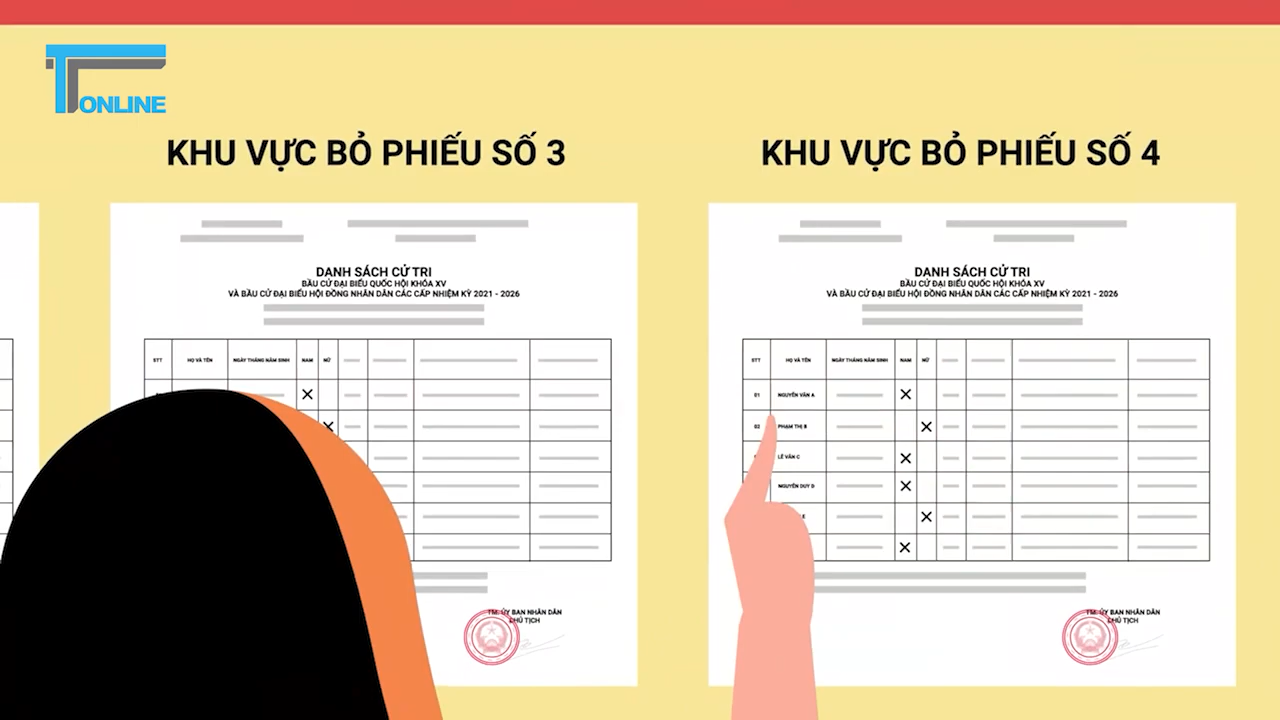 TT ONLINE
KHU VỰC BỎ PHIẾU SỐ 3
DANH SÁCH CỬ TRI
BẦU CỬ ĐẠI BIỂU QUỐC HỘI KHÓA XV
VÀ BẦU CỬ ĐẠI BIỂU HỘI ĐỒNG NHÂN DÂN CÁC CẤP NHIỆM KỲ 2021 - 2026
STT HỌ VÀ TÊN NGÀY THÁNG NĂM SINH NAM NỮ
TM. ỦY BAN NHÂN DÂN
CHỦ TỊCH
KHU VỰC BỎ PHIẾU SỐ 4
DANH SÁCH CỬ TRI
BẦU CỬ ĐẠI BIỂU QUỐC HỘI KHÓA XV
VÀ BẦU CỬ ĐẠI BIỂU HỘI ĐỒNG NHÂN DÂN CÁC CẤP NHIỆM KỲ 2021 - 2026
STT HỌ VÀ TÊN NGÀY THÁNG NĂM SINH NAM NỮ
01 NGUYỄN VĂN A
02 PHẠM THỊ B
LÊ VĂN C
NGUYỄN DUY D
E
TM. ỦY BAN NHÂN DÂN
CHỦ TỊCH